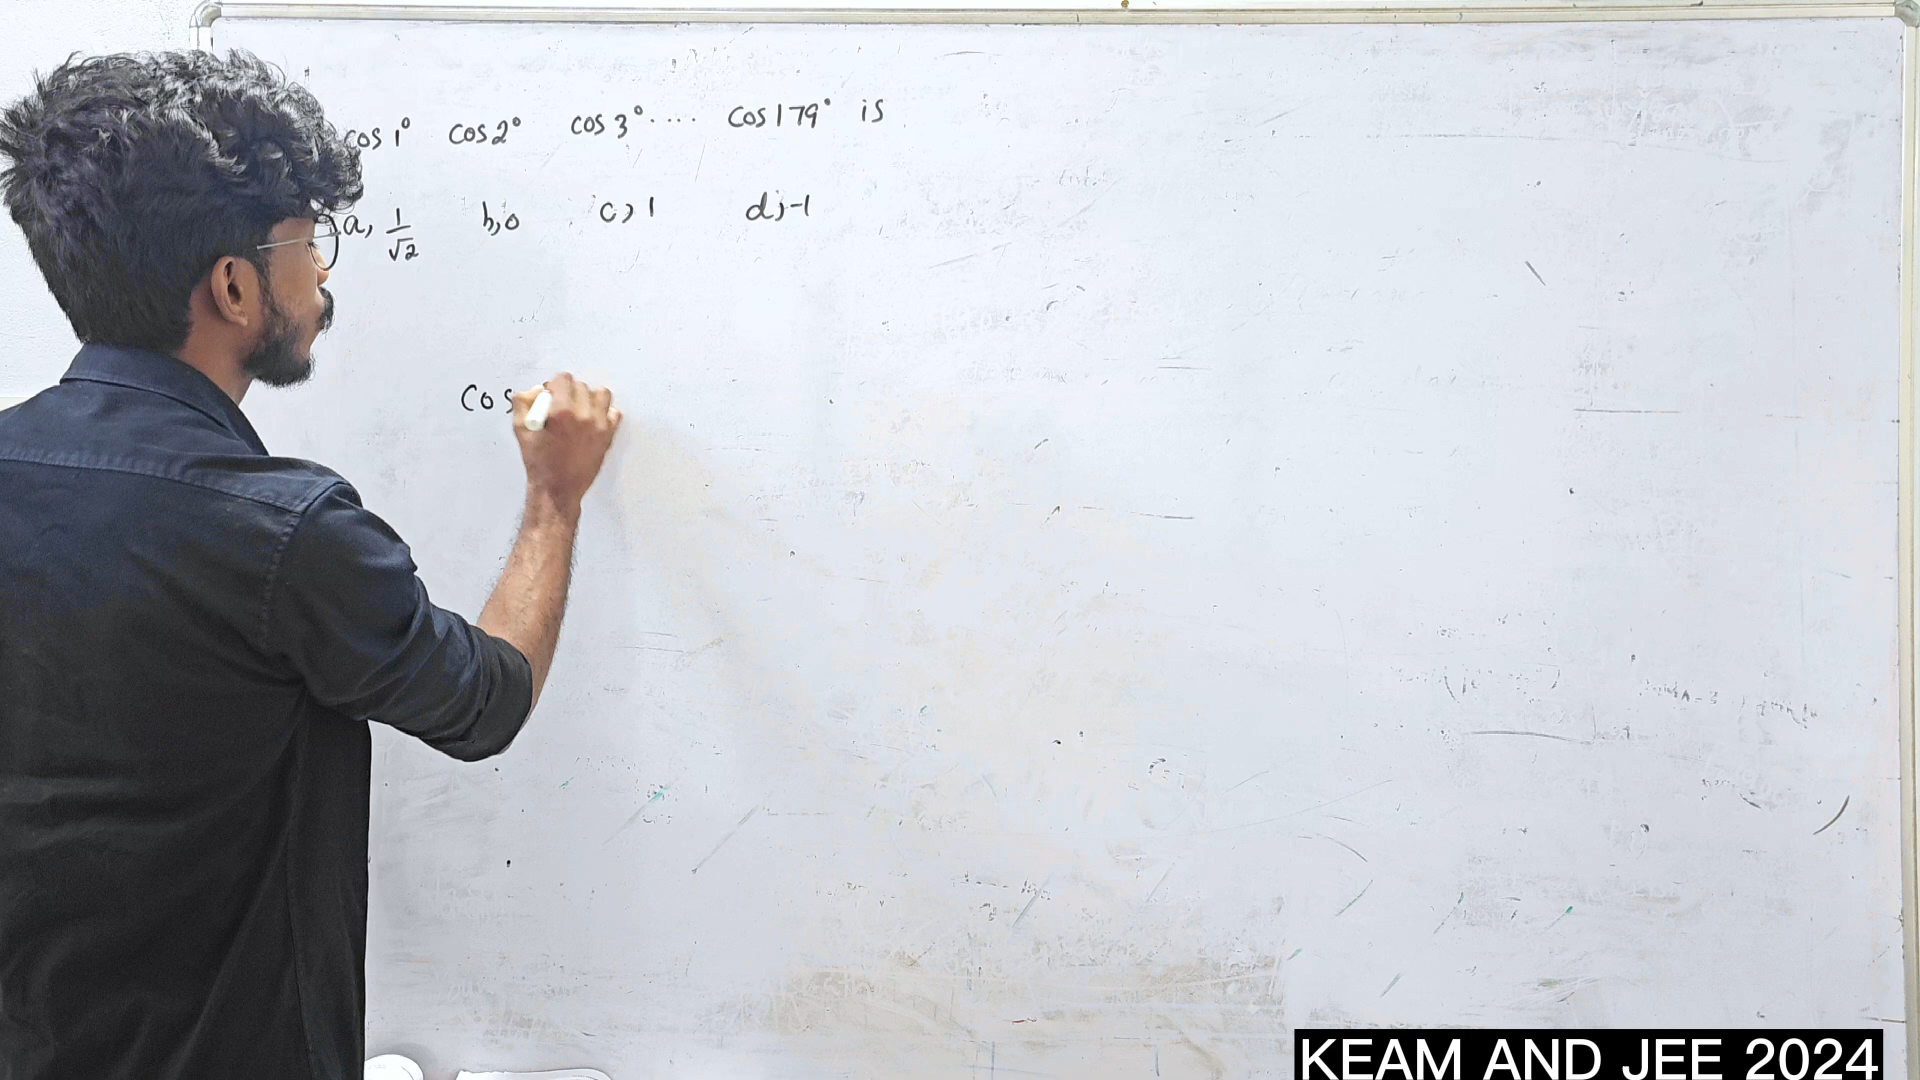 cos 1° cos 2° cos 3° .... cos 179° is
a, 1/√2 b, 0 c, 1 d, -1
Cos
KEAM AND JEE 2024